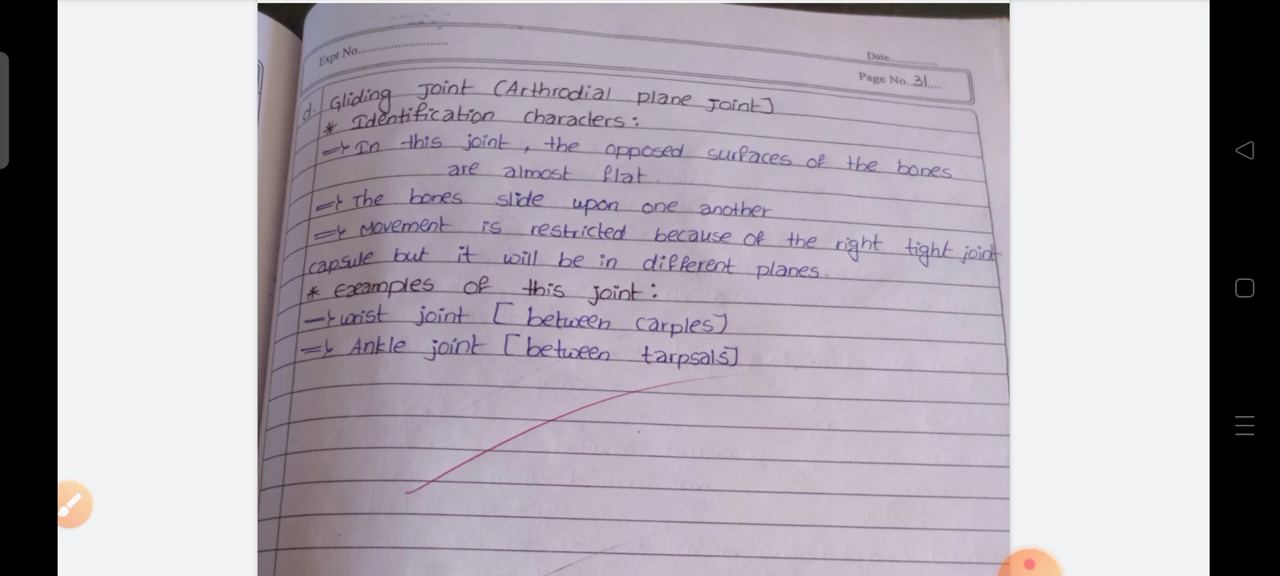 Expt No.
Date
Page No. 31
d. Gliding Joint (Arthrodial plane Joint]
* Identification characters:
⇒ In this joint, the opposed surfaces of the bones
are almost flat.
⇒ The bones slide upon one another
⇒ Movement is restricted because of the right tight joint
capsule but it will be in different planes.
* Examples of this joint:
→ wrist joint [between carples)
⇒ Ankle joint [between tarpsals]